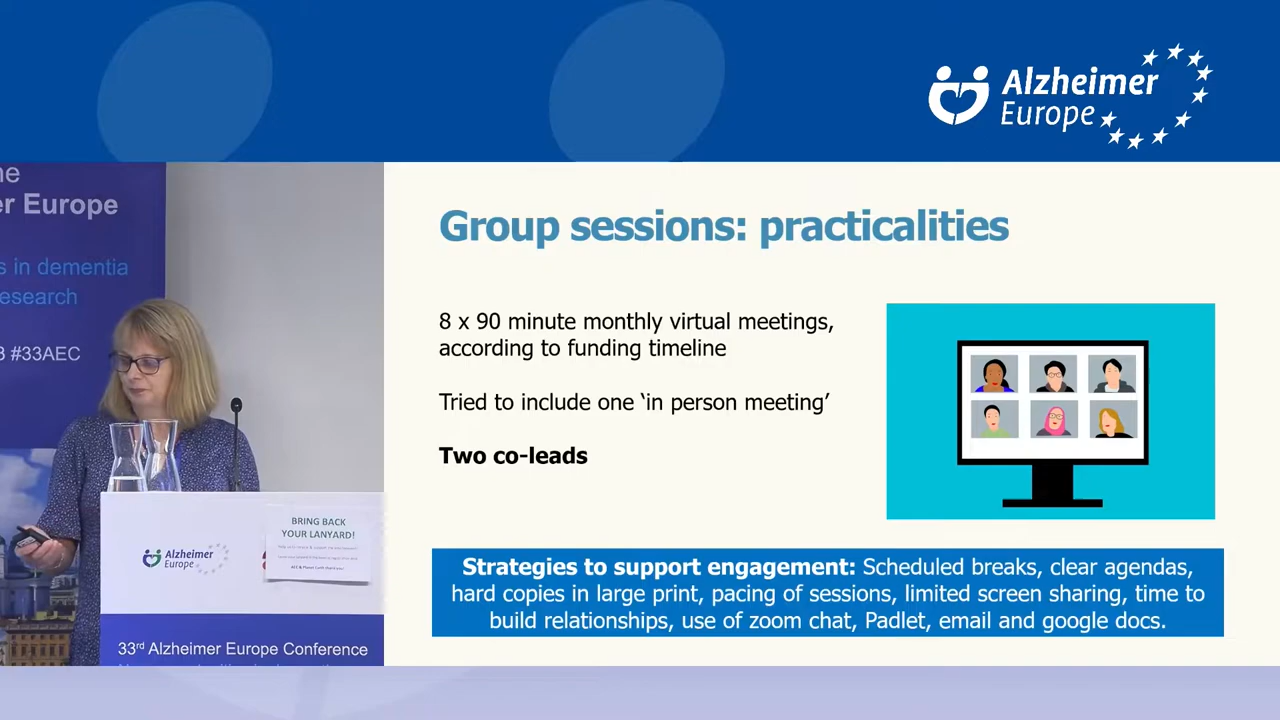 Alzheimer
Europe
ne
er Europe
s in dementia
esearch
3 #33AEC
Group sessions: practicalities
8 x 90 minute monthly virtual meetings,
according to funding timeline
Tried to include one ‘in person meeting’
Two co-leads
Strategies to support engagement: Scheduled breaks, clear agendas,
hard copies in large print, pacing of sessions, limited screen sharing, time to
build relationships, use of zoom chat, Padlet, email and google docs.
BRING BACK
YOUR LANYARD!
Alzheimer
Europe
33rd Alzheimer Europe Conference